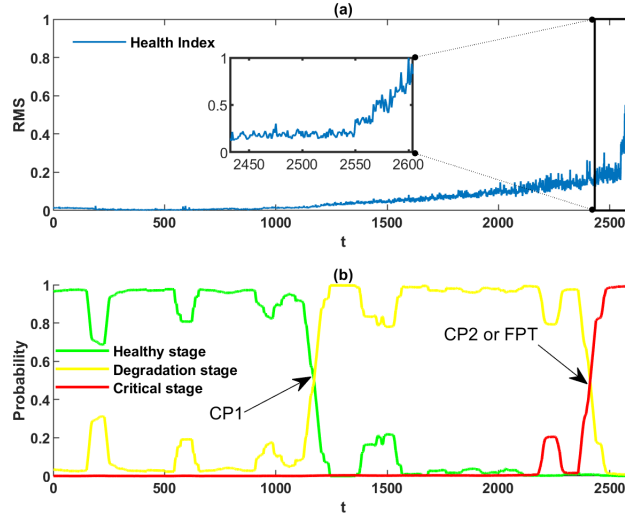 (a)
1
0.8
0.6
0.4
0.2
0
RMS
Health Index
1
0.5
0
2450 2500 2550 2600
0 500 1000 1500 2000 2500
t
(b)
1
0.8
0.6
0.4
0.2
0
Probability
Healthy stage
Degradation stage
Critical stage
CP1
CP2 or FPT
0 500 1000 1500 2000 2500
t